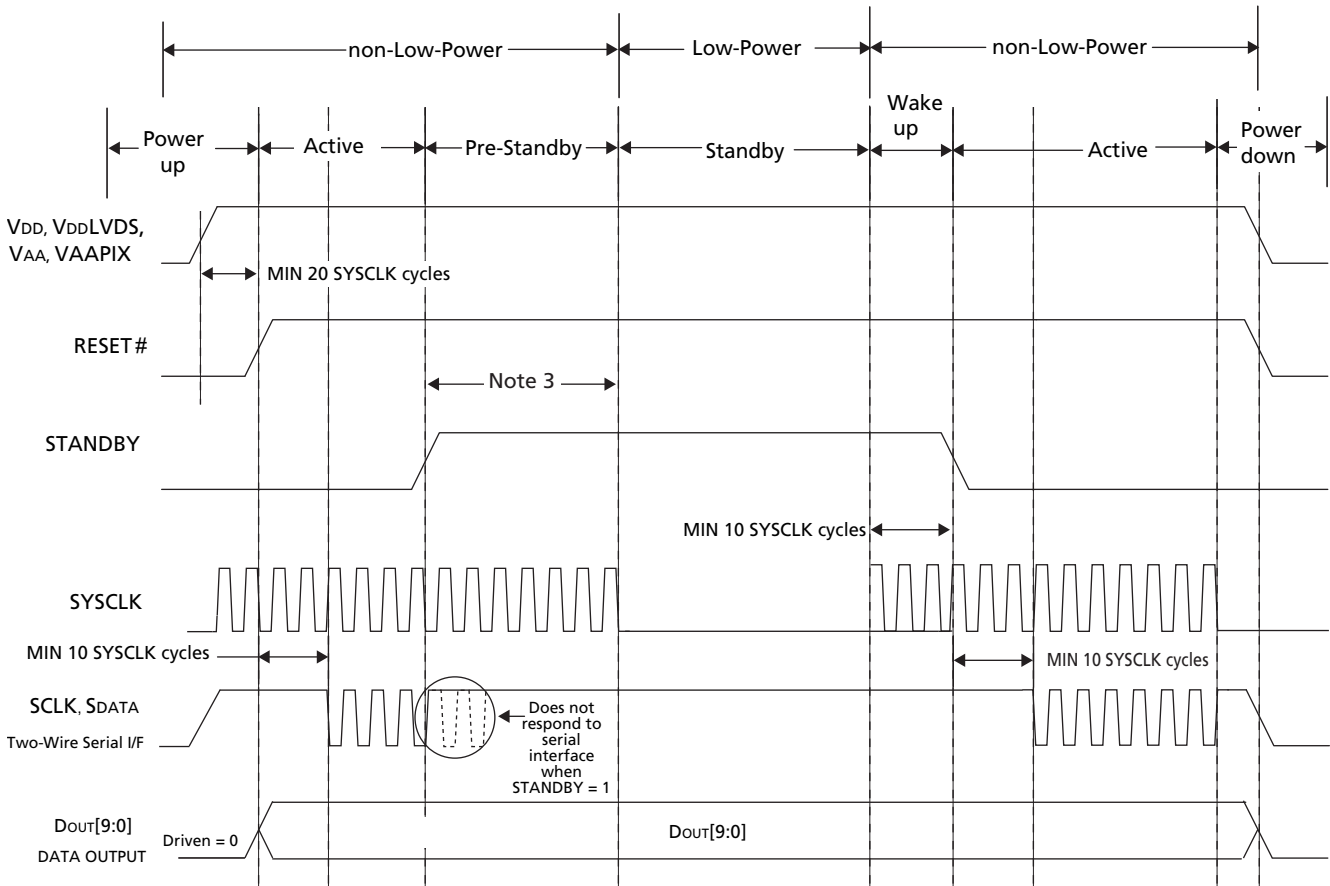 non-Low-Power
Low-Power
non-Low-Power
Power
up
Active
Pre-Standby
Standby
Wake
up
Active
Power
down
VDD, VDDLVDS,
VAA, VAAPIX
MIN 20 SYSCLK cycles
RESET#
Note 3
STANDBY
MIN 10 SYSCLK cycles
SYSCLK
MIN 10 SYSCLK cycles
MIN 10 SYSCLK cycles
SCLK, SDATA
Two-Wire Serial I/F
Does not
respond to
serial
interface
when
STANDBY = 1
DOUT[9:0]
DATA OUTPUT
Driven = 0
DOUT[9:0]